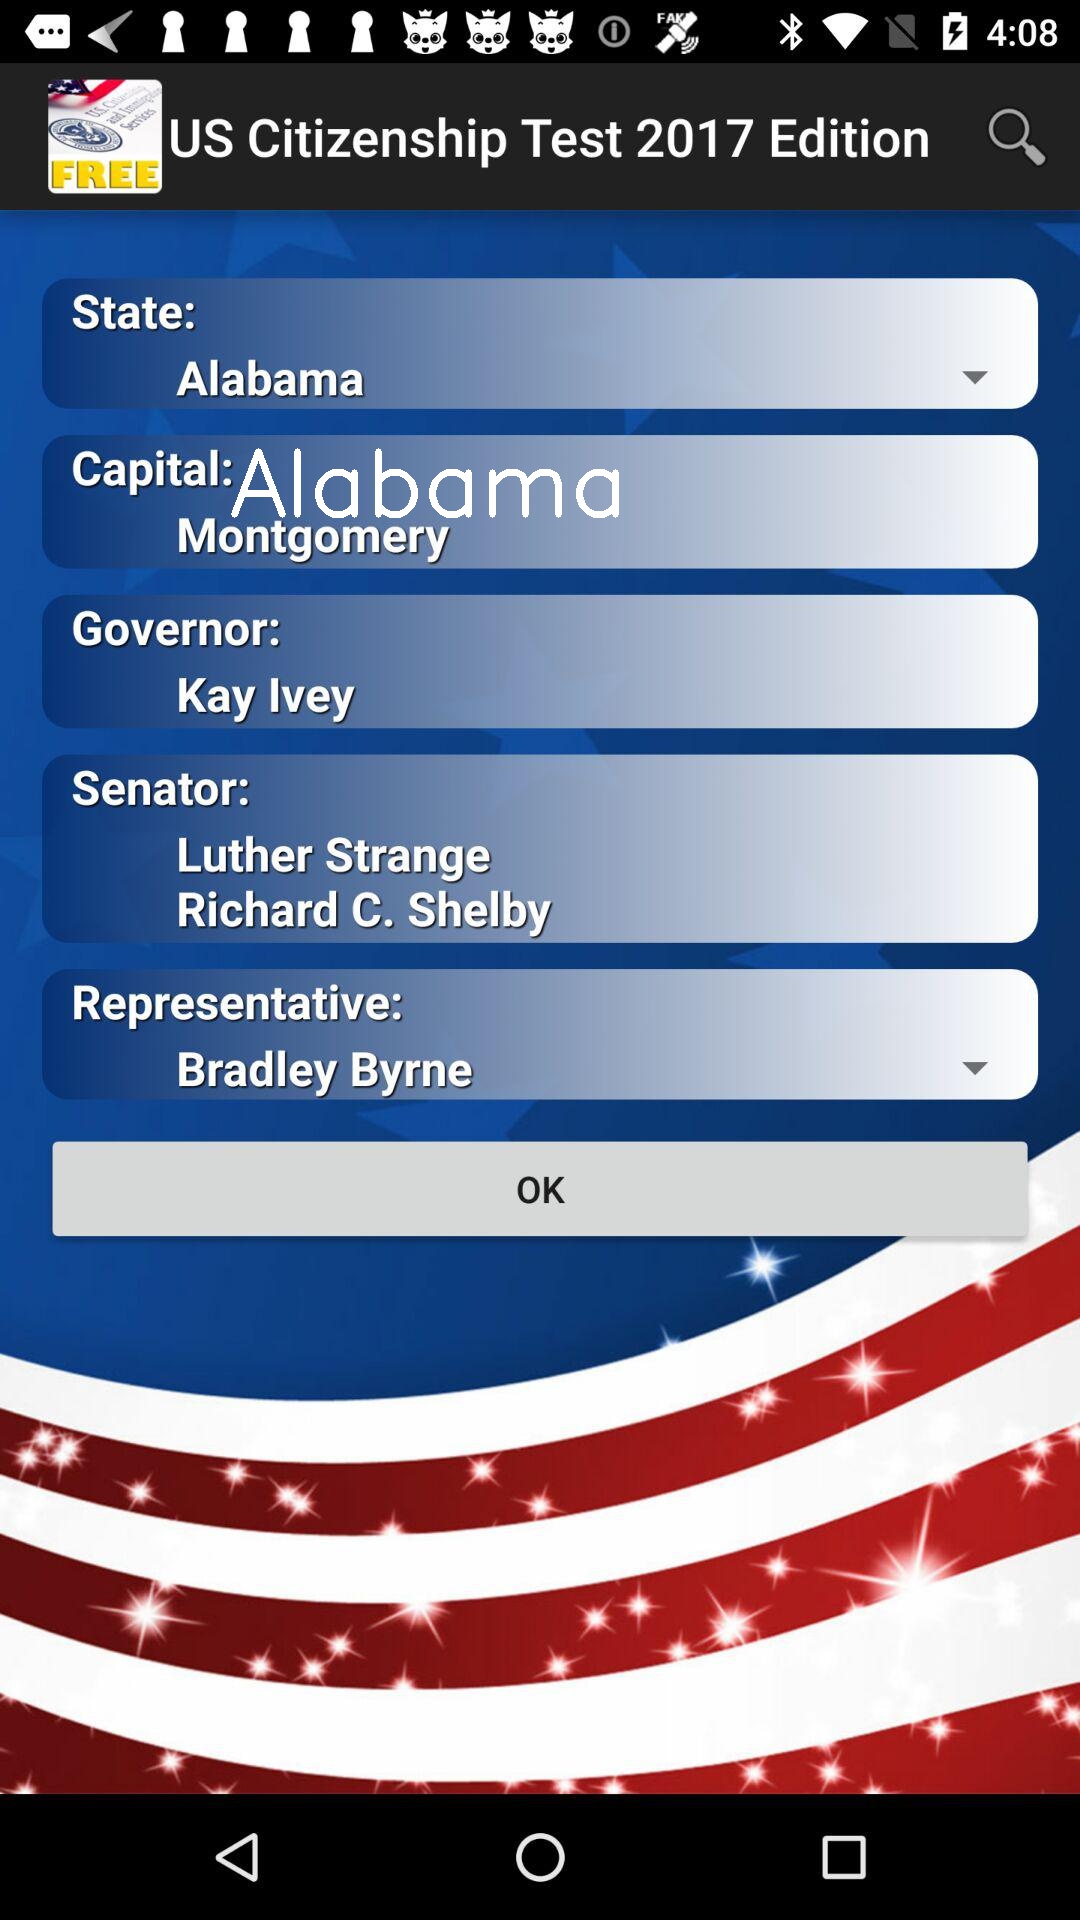 FAKE
4:08
FREE
US Citizenship Test 2017 Edition
State:
Alabama
Capital:
Alabama
Montgomery
Governor:
Kay Ivey
Senator:
Luther Strange
Richard C. Shelby
Representative:
Bradley Byrne
OK